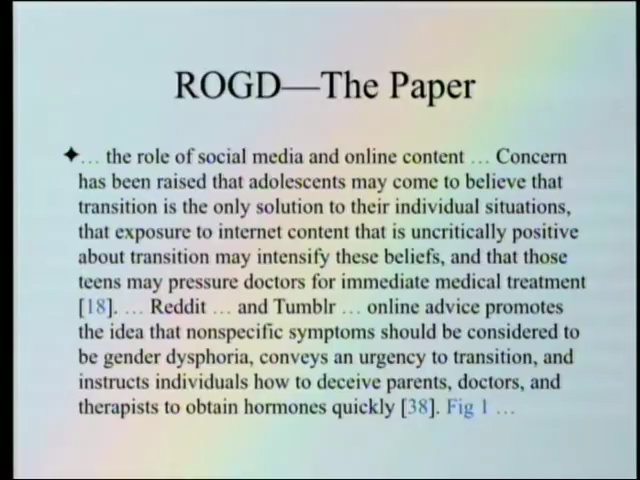 ROGD—The Paper
✦… the role of social media and online content … Concern
has been raised that adolescents may come to believe that
transition is the only solution to their individual situations,
that exposure to internet content that is uncritically positive
about transition may intensify these beliefs, and that those
teens may pressure doctors for immediate medical treatment
[18]. … Reddit … and Tumblr … online advice promotes
the idea that nonspecific symptoms should be considered to
be gender dysphoria, conveys an urgency to transition, and
instructs individuals how to deceive parents, doctors, and
therapists to obtain hormones quickly [38]. Fig 1 …